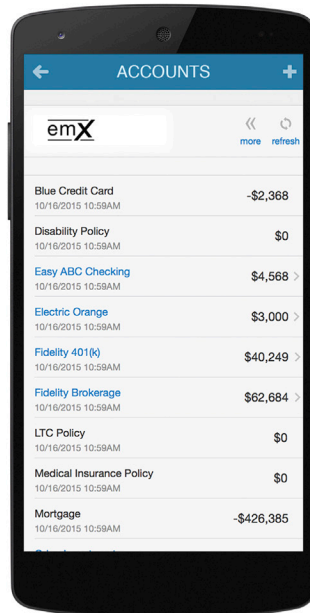 ACCOUNTS
emX
more refresh
Blue Credit Card
10/16/2015 10:59AM
-$2,368
Disability Policy
10/16/2015 10:59AM
$0
Easy ABC Checking
10/16/2015 10:59AM
$4,568
Electric Orange
10/16/2015 10:59AM
$3,000
Fidelity 401(k)
10/16/2015 10:59AM
$40,249
Fidelity Brokerage
10/16/2015 10:59AM
$62,684
LTC Policy
10/16/2015 10:59AM
$0
Medical Insurance Policy
10/16/2015 10:59AM
$0
Mortgage
10/16/2015 10:59AM
-$426,385